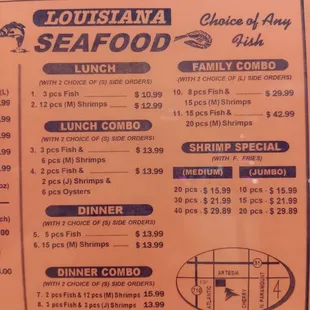 LOUISIANA
SEAFOOD
Choice of Any
Fish
LUNCH
(WITH 2 CHOICE OF (S) SIDE ORDERS)
1. 3 pcs Fish $ 10.99
2. 12 pcs (M) Shrimps $ 12.99
LUNCH COMBO
(WITH 2 CHOICE OF (S) SIDE ORDERS)
3. 3 pcs Fish & $ 13.99
6 pcs (M) Shrimps
4. 2 pcs Fish & $ 13.99
2 pcs (J) Shrimps &
6 pcs Oysters
DINNER
(WITH 2 CHOICE OF (S) SIDE ORDERS)
5. 5 pcs Fish $ 13.99
6. 15 pcs (M) Shrimps $ 13.99
DINNER COMBO
(WITH 2 CHOICE OF (S) SIDE ORDERS)
7. 2 pcs Fish & 12 pcs (M) Shrimps 15.99
8. 3 pcs Fish & 2 pcs (J) Shrimps 13.99
FAMILY COMBO
(WITH 2 CHOICE OF (L) SIDE ORDERS)
10. 8 pcs Fish & $ 29.99
15 pcs (M) Shrimps
11. 15 pcs Fish & $ 42.99
20 pcs (M) Shrimps
SHRIMP SPECIAL
(WITH F. FRIES)
(MEDIUM) (JUMBO)
20 pcs - $ 15.99 10 pcs - $ 15.99
30 pcs - $ 21.99 15 pcs - $ 21.99
40 pcs - $ 29.89 20 pcs - $ 29.89
ARTESIA
91
710
ATLANTIC
CHERRY
PARAMOUNT